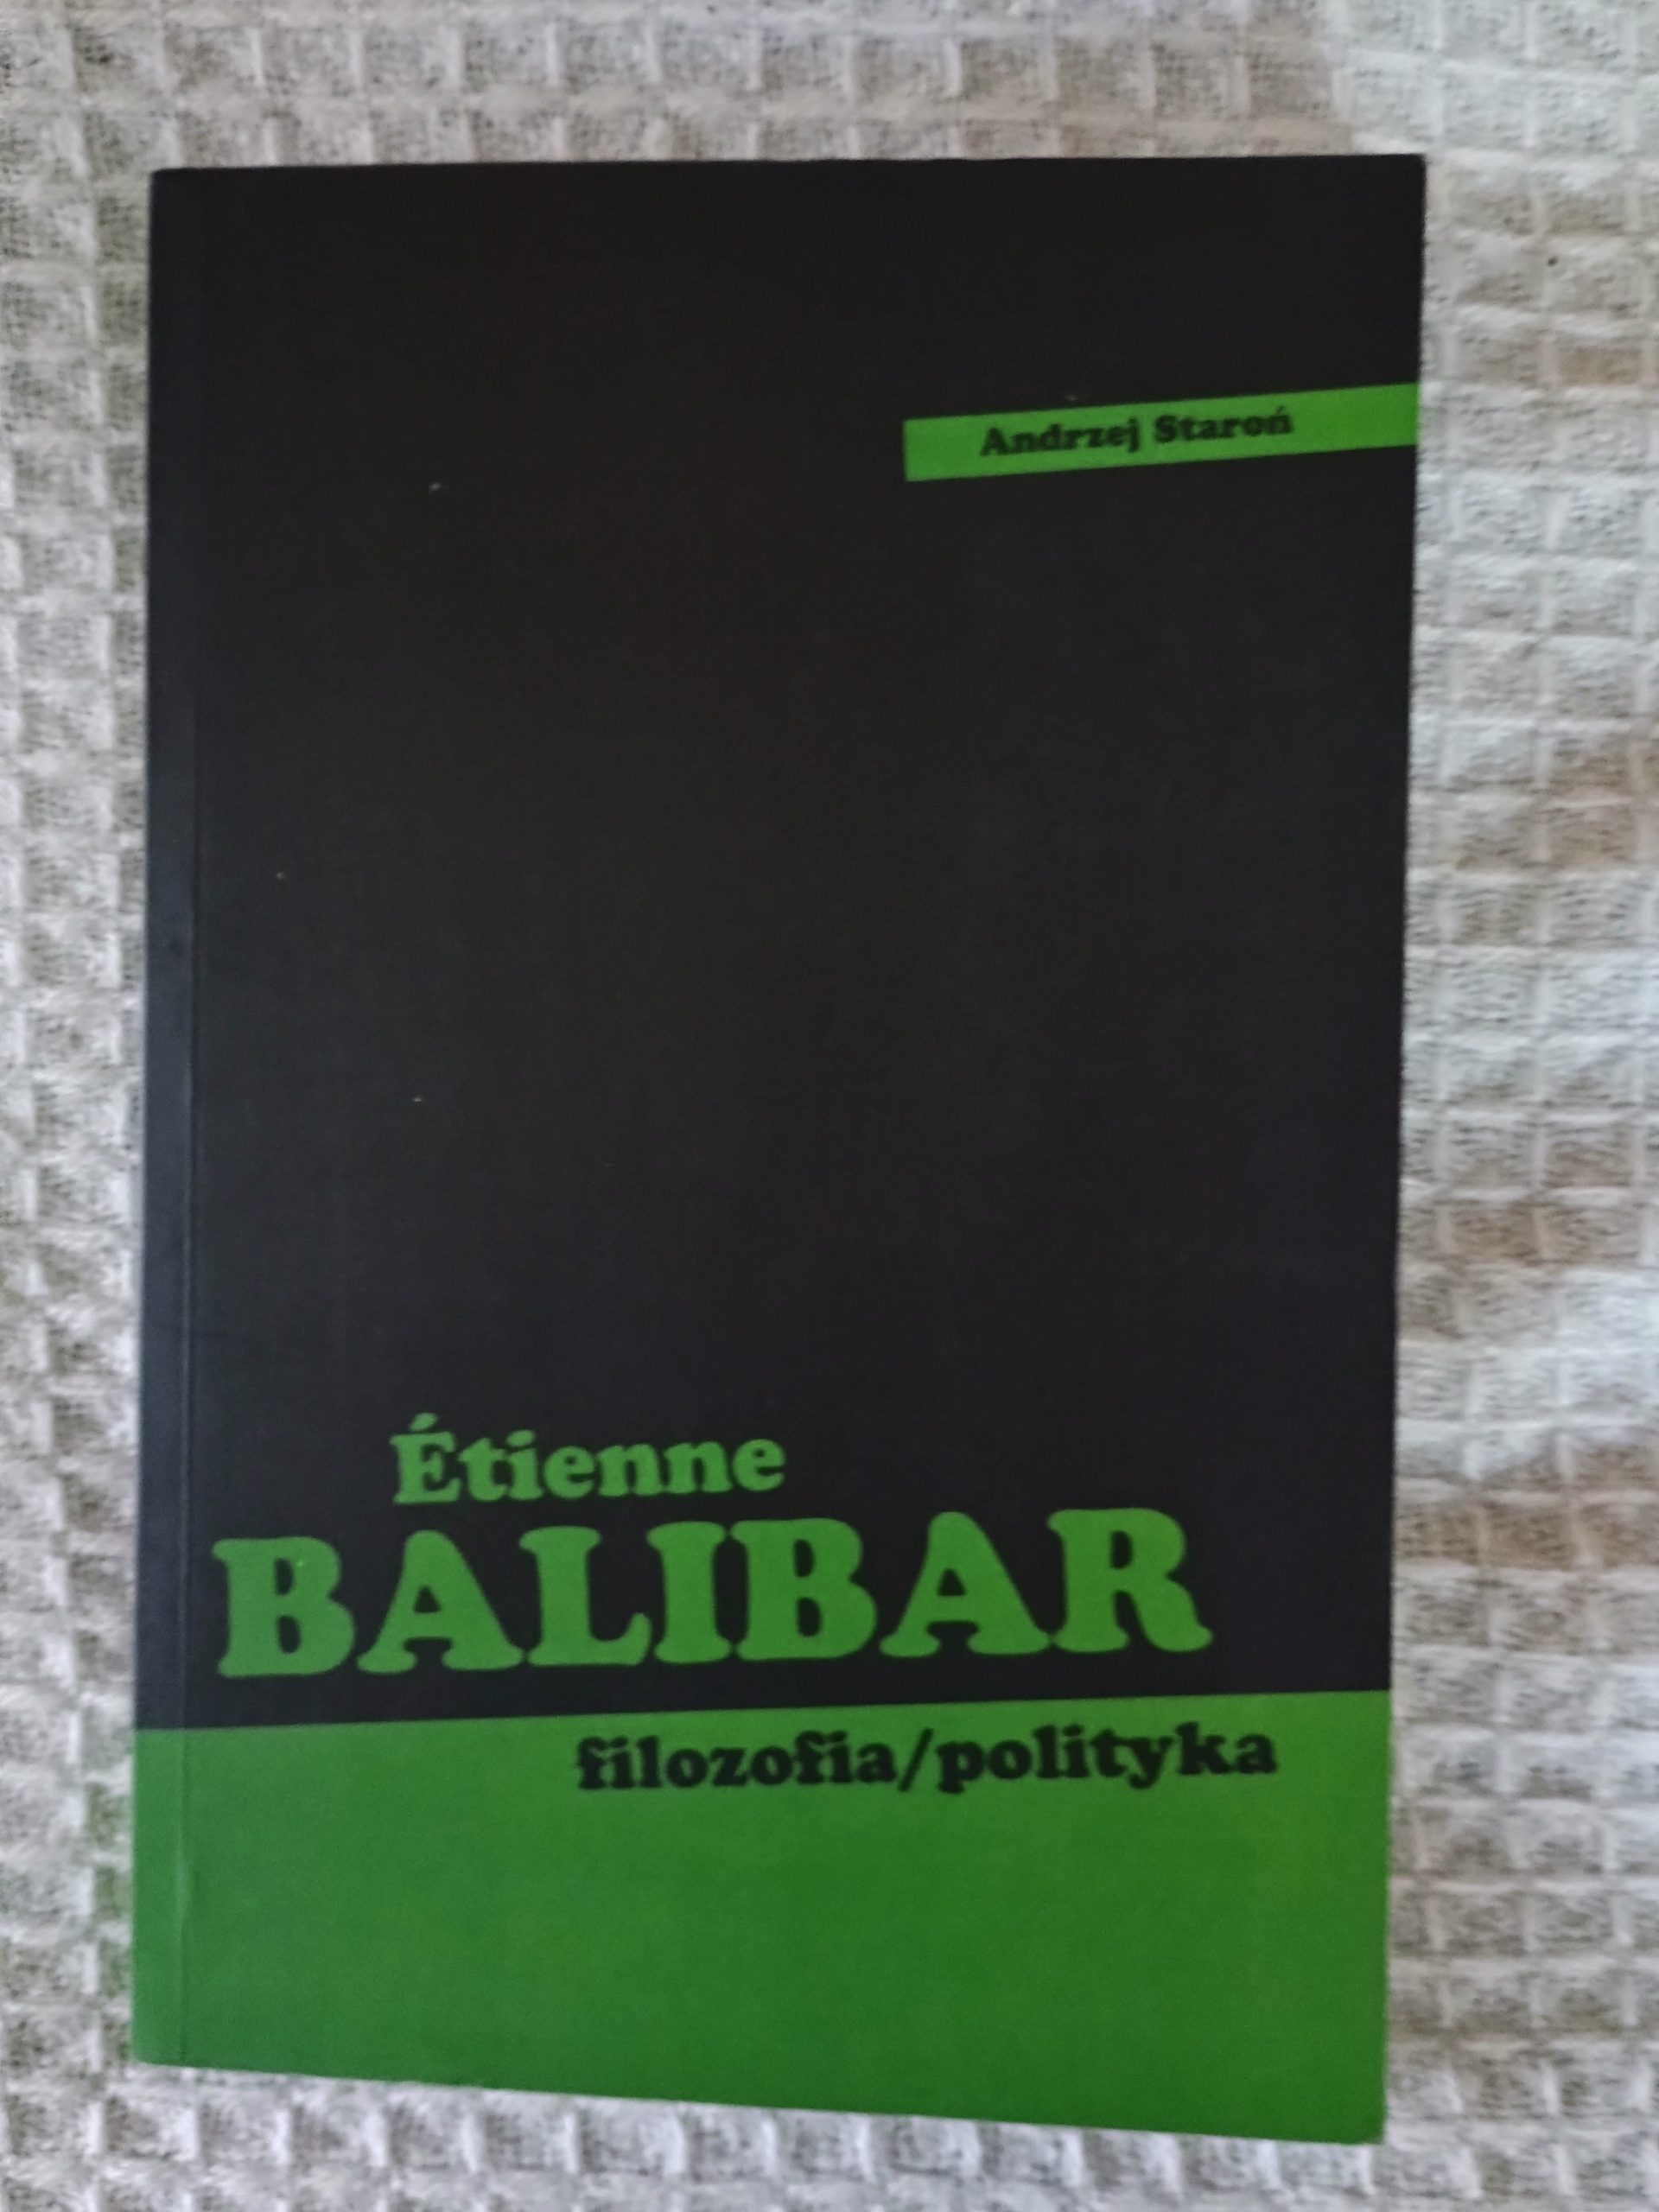 Andrzej Staroń
Étienne
BALIBAR
filozofia/polityka